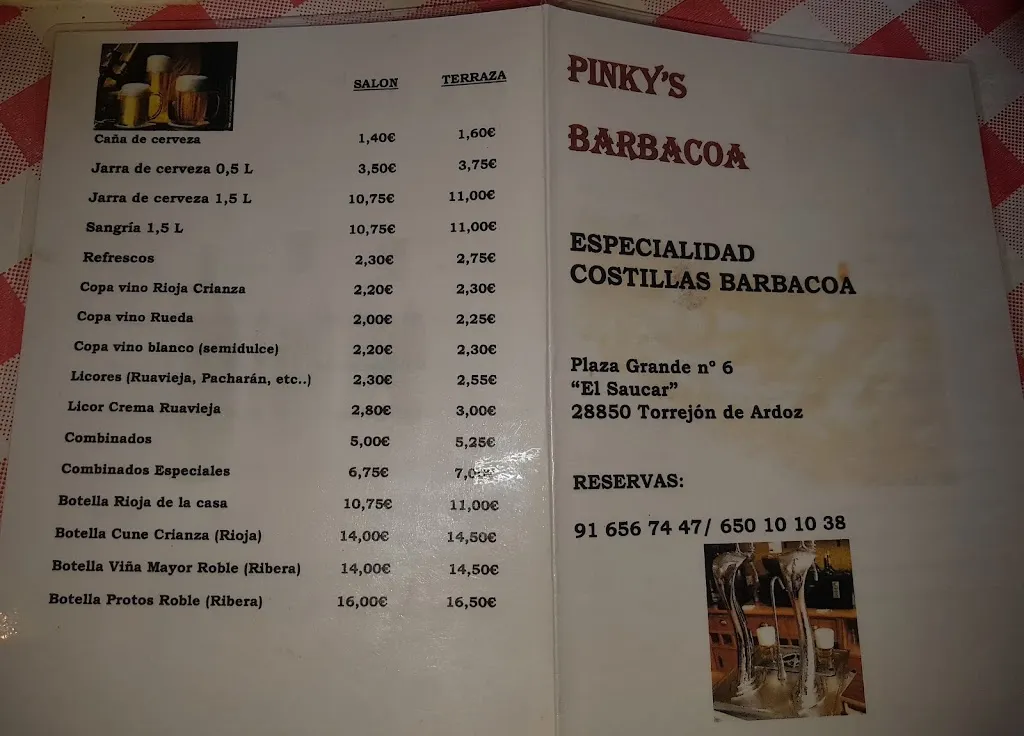 SALON TERRAZA
Caña de cerveza 1,40€ 1,60€
Jarra de cerveza 0,5 L 3,50€ 3,75€
Jarra de cerveza 1,5 L 10,75€ 11,00€
Sangría 1,5 L 10,75€ 11,00€
Refrescos 2,30€ 2,75€
Copa vino Rioja Crianza 2,20€ 2,30€
Copa vino Rueda 2,00€ 2,25€
Copa vino blanco (semidulce) 2,20€ 2,30€
Licores (Ruavieja, Pacharán, etc..) 2,30€ 2,55€
Licor Crema Ruavieja 2,80€ 3,00€
Combinados 5,00€ 5,25€
Combinados Especiales 6,75€
Botella Rioja de la casa 10,75€ 11,00€
Botella Cune Crianza (Rioja) 14,00€ 14,50€
Botella Viña Mayor Roble (Ribera) 14,00€ 14,50€
Botella Protos Roble (Ribera) 16,00€ 16,50€
PINKY'S
BARBACOA
ESPECIALIDAD
COSTILLAS BARBACOA
Plaza Grande nº 6
“El Saucar”
28850 Torrejón de Ardoz
RESERVAS:
91 656 74 47/ 650 10 10 38